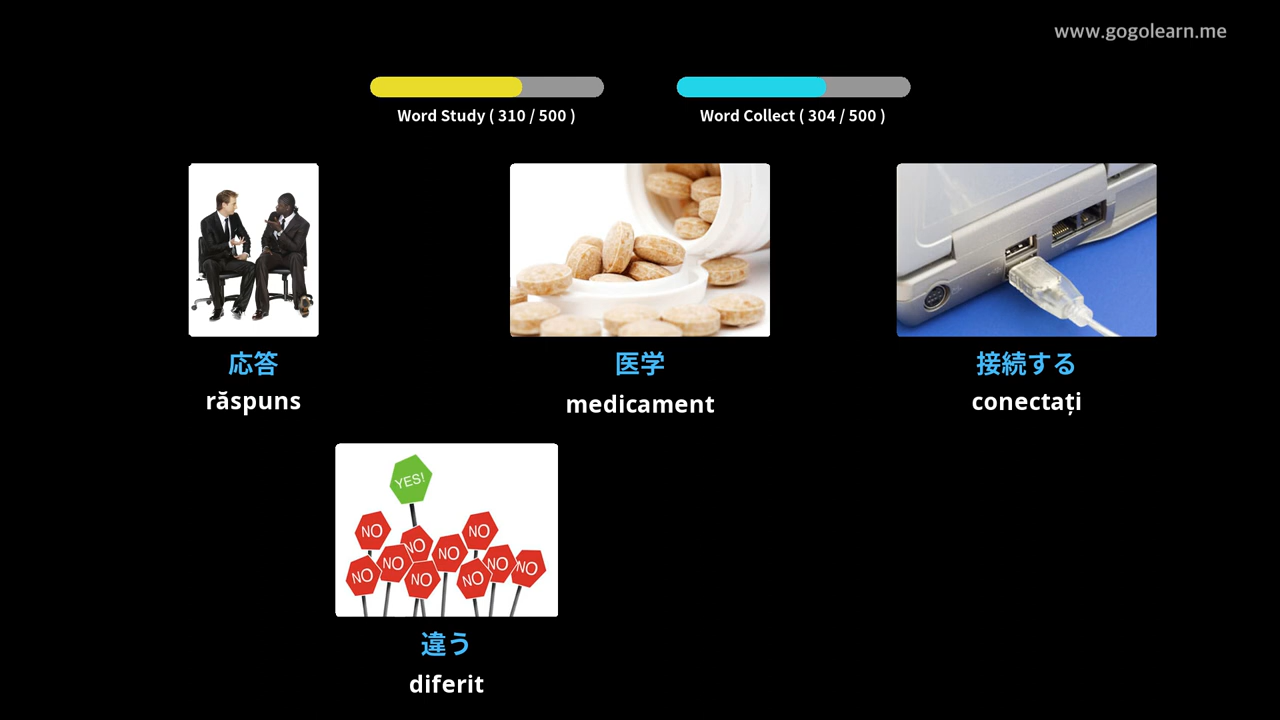 www.gogolearn.me
Word Study ( 310 / 500 )
Word Collect ( 304 / 500 )
応答
医学
接続する
răspuns
medicament
conectați
YES!
NO
NO
NO
NO
NO
NO
NO
NO
NO
NO
違う
diferit